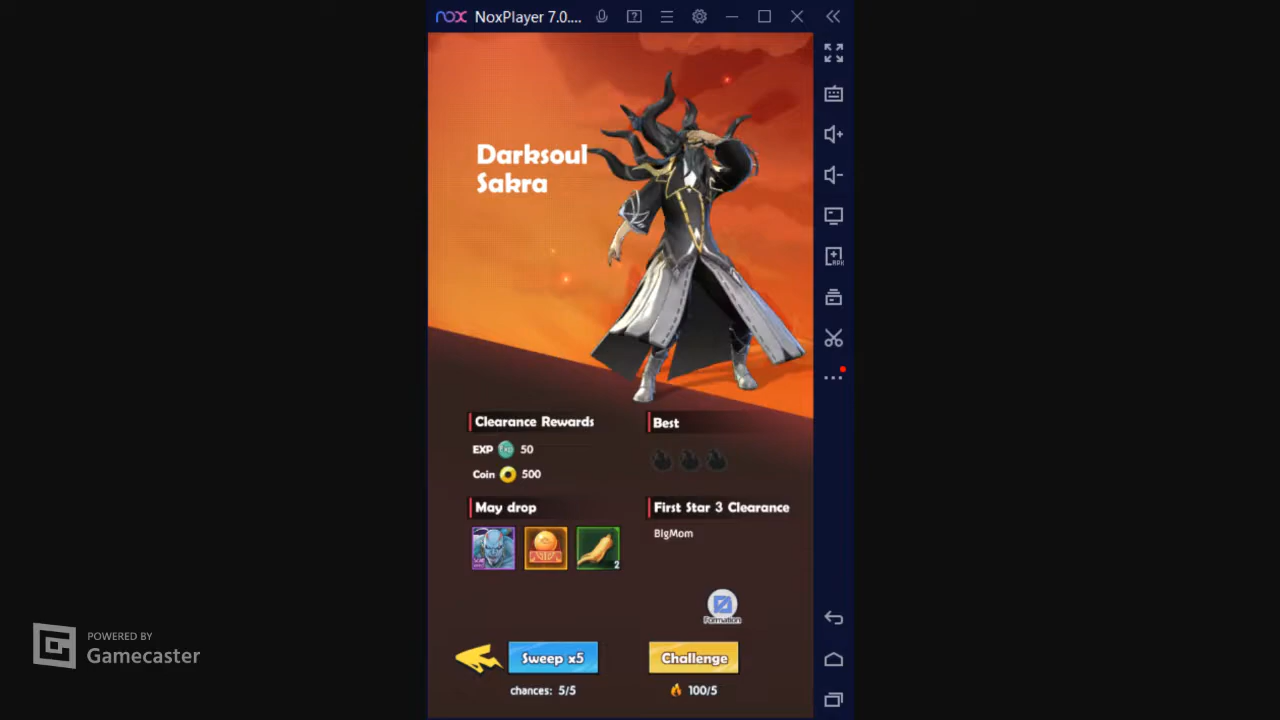 nox NoxPlayer 7.0....
Darksoul
Sakra
Clearance Rewards
EXP 50
Coin 500
Best
May drop
2
First Star 3 Clearance
BigMom
Formation
Sweep x5
Challenge
chances: 5/5
100/5
POWERED BY
Gamecaster